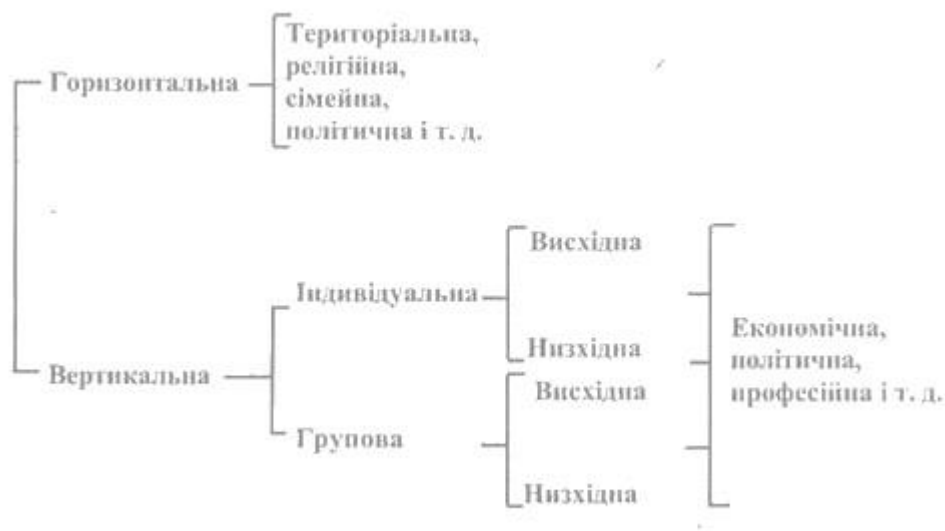 Територіальна,
релігійна,
сімейна,
політична і т. д.
Горизонтальна
Вертикальна
Індивідуальна
Групова
Висхідна
Низхідна
Висхідна
Низхідна
Економічна,
політична,
професійна і т. д.